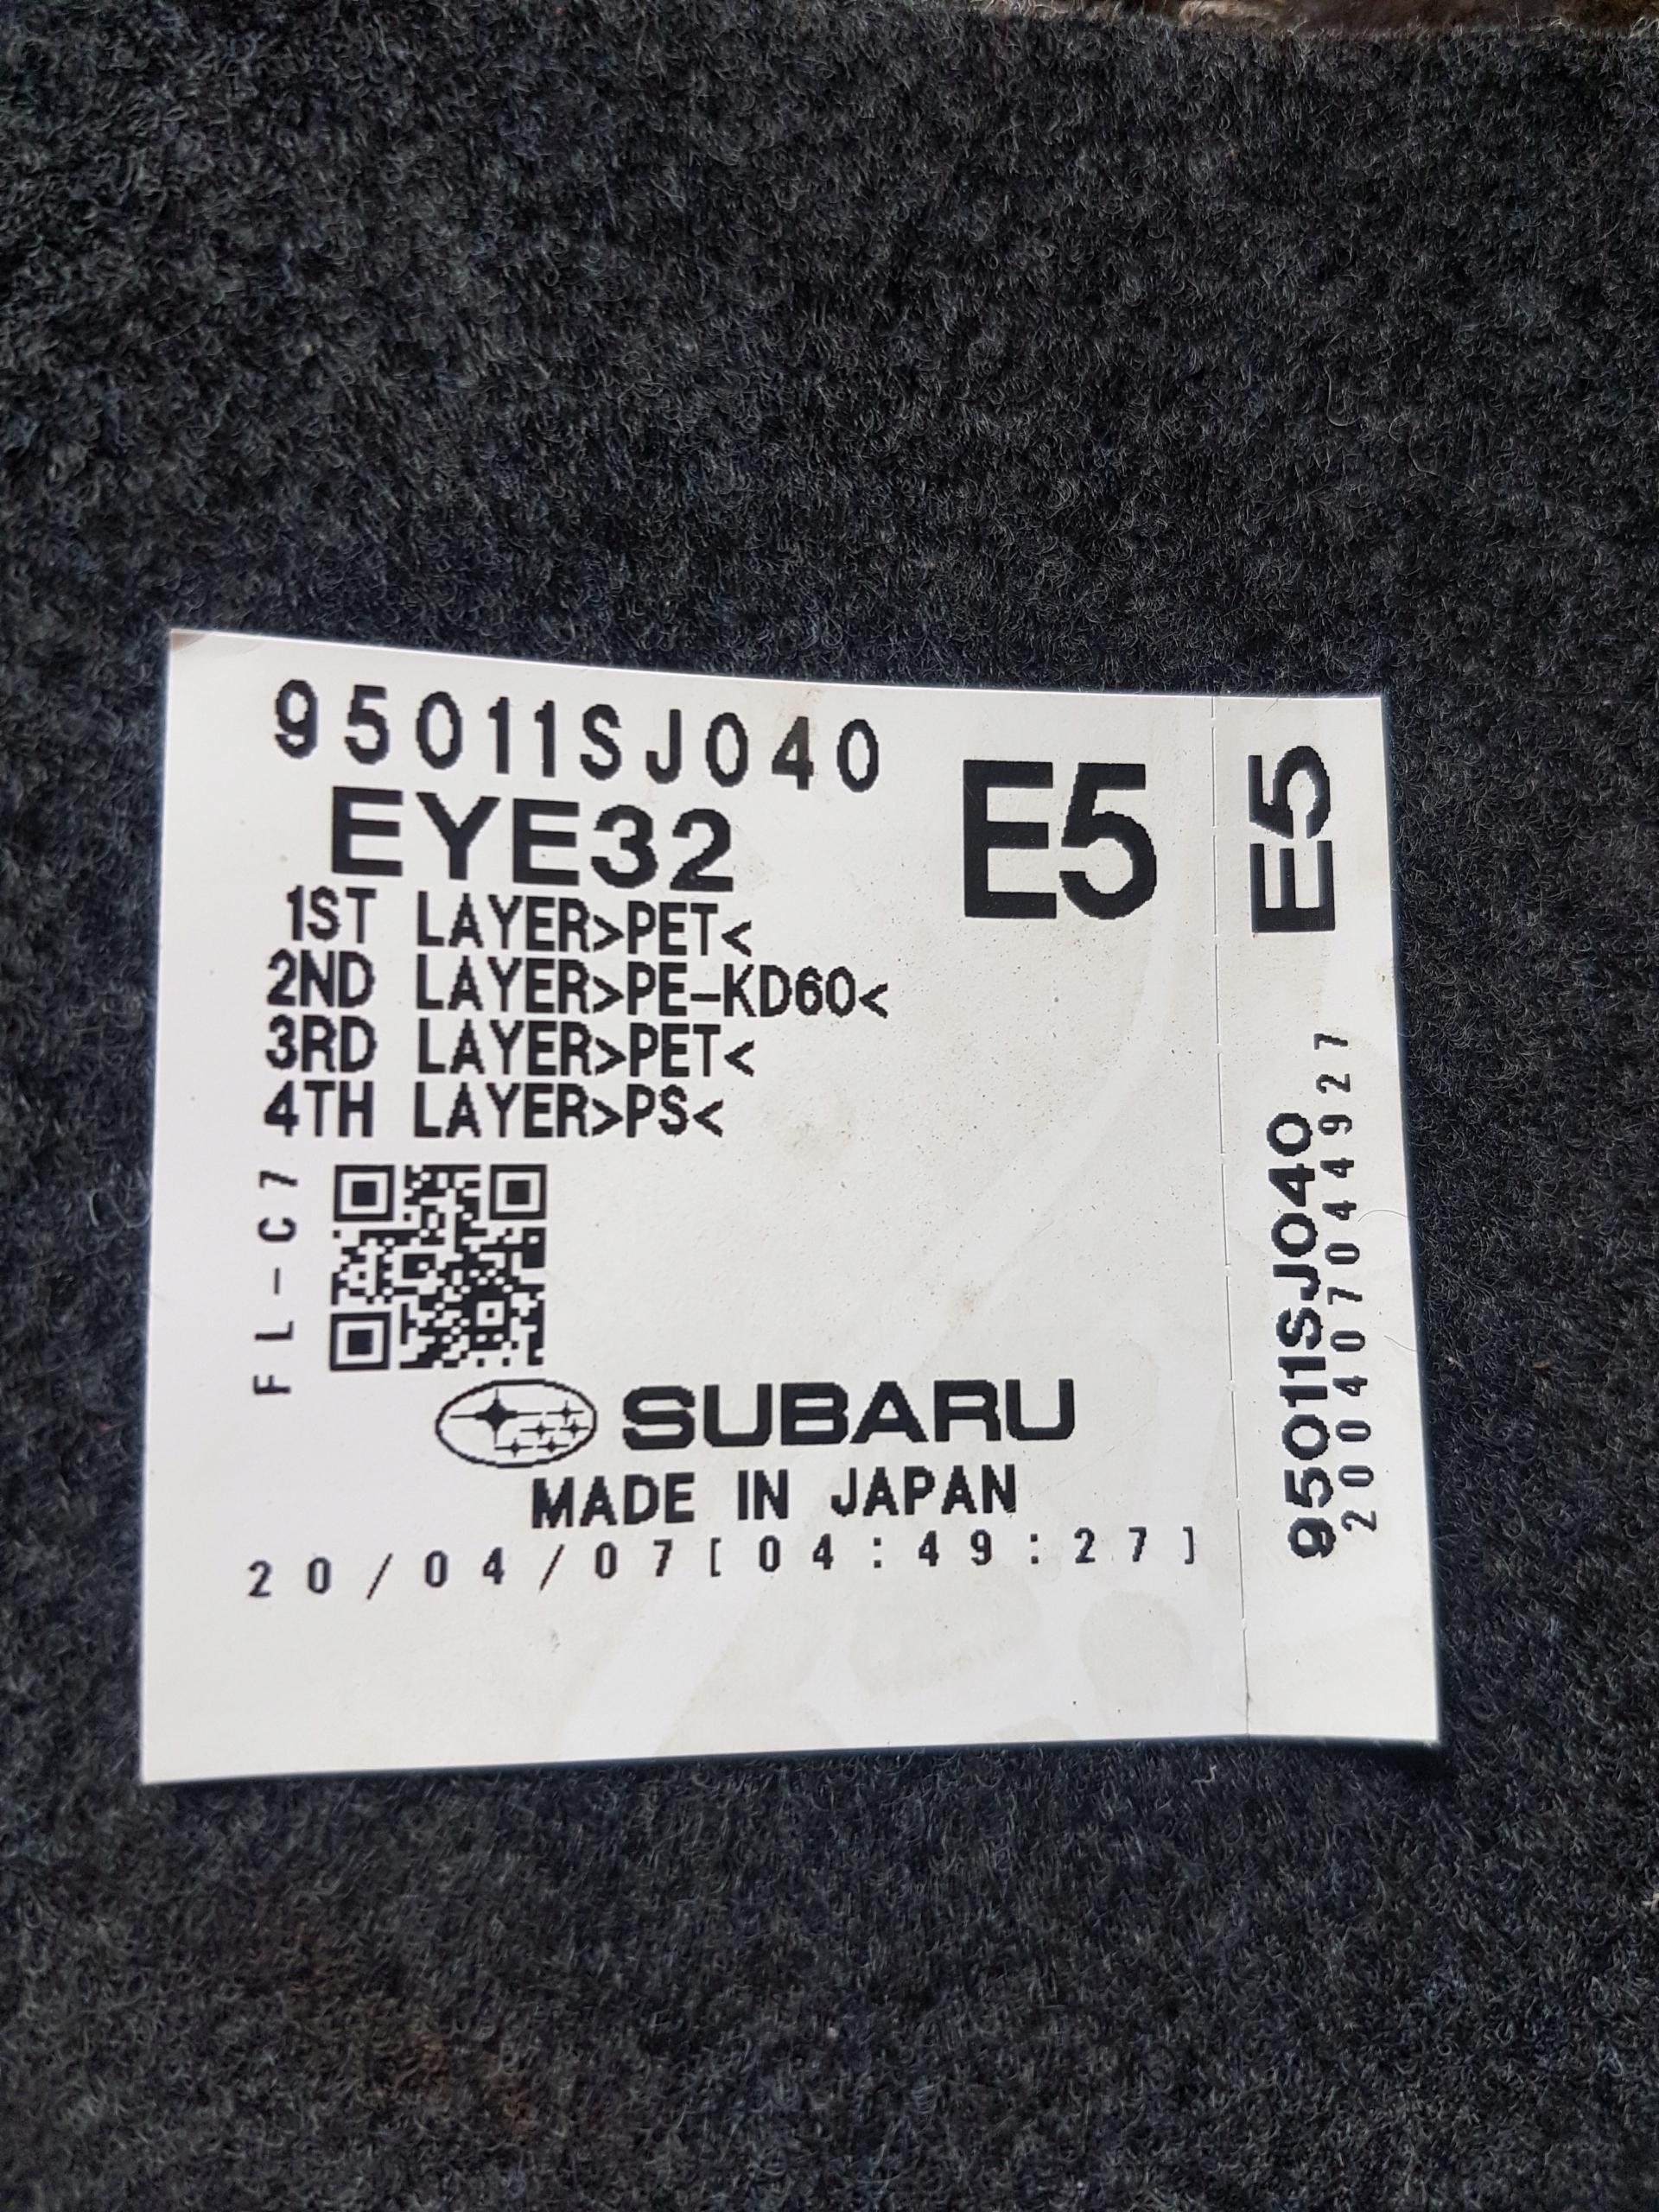 95011SJ040
EYE32
E5
1ST LAYER>PET<
2ND LAYER>PE-KD60<
3RD LAYER>PET<
4TH LAYER>PS<
FL-C7
SUBARU
MADE IN JAPAN
20/04/07[04:49:27]
E5
95011SJ040
200407044927